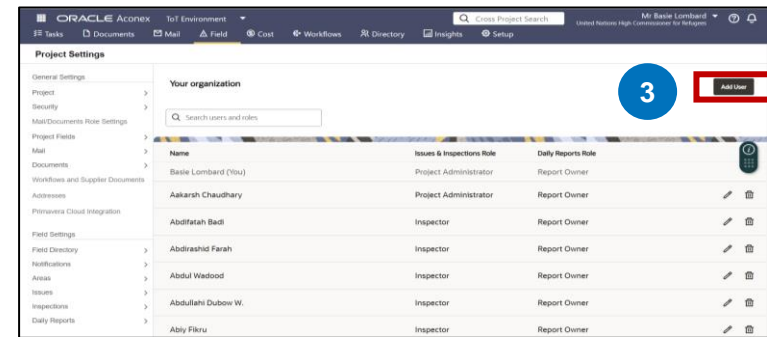 ORACLE Aconex ToT Environment Cross Project Search Mr Basie Lombard
United Nations High Commissioner for Refugees
Tasks Documents Mail Field Cost Workflows Directory Insights Setup
Project Settings
General Settings
Project
Security
Mail/Documents Role Settings
Project Fields
Mail
Documents
Workflows and Supplier Documents
Addresses
Primavera Cloud Integration
Field Settings
Field Directory
Notifications
Areas
Issues
Inspections
Daily Reports
Your organization
3
Add User
Search users and roles
Name Issues & Inspections Role Daily Reports Role
Basie Lombard (You) Project Administrator Report Owner
Aakarsh Chaudhary Project Administrator Report Owner
Abdifatah Badi Inspector Report Owner
Abdirashid Farah Inspector Report Owner
Abdul Wadood Inspector Report Owner
Abdullahi Dubow W. Inspector Report Owner
Abiy Fikru Inspector Report Owner